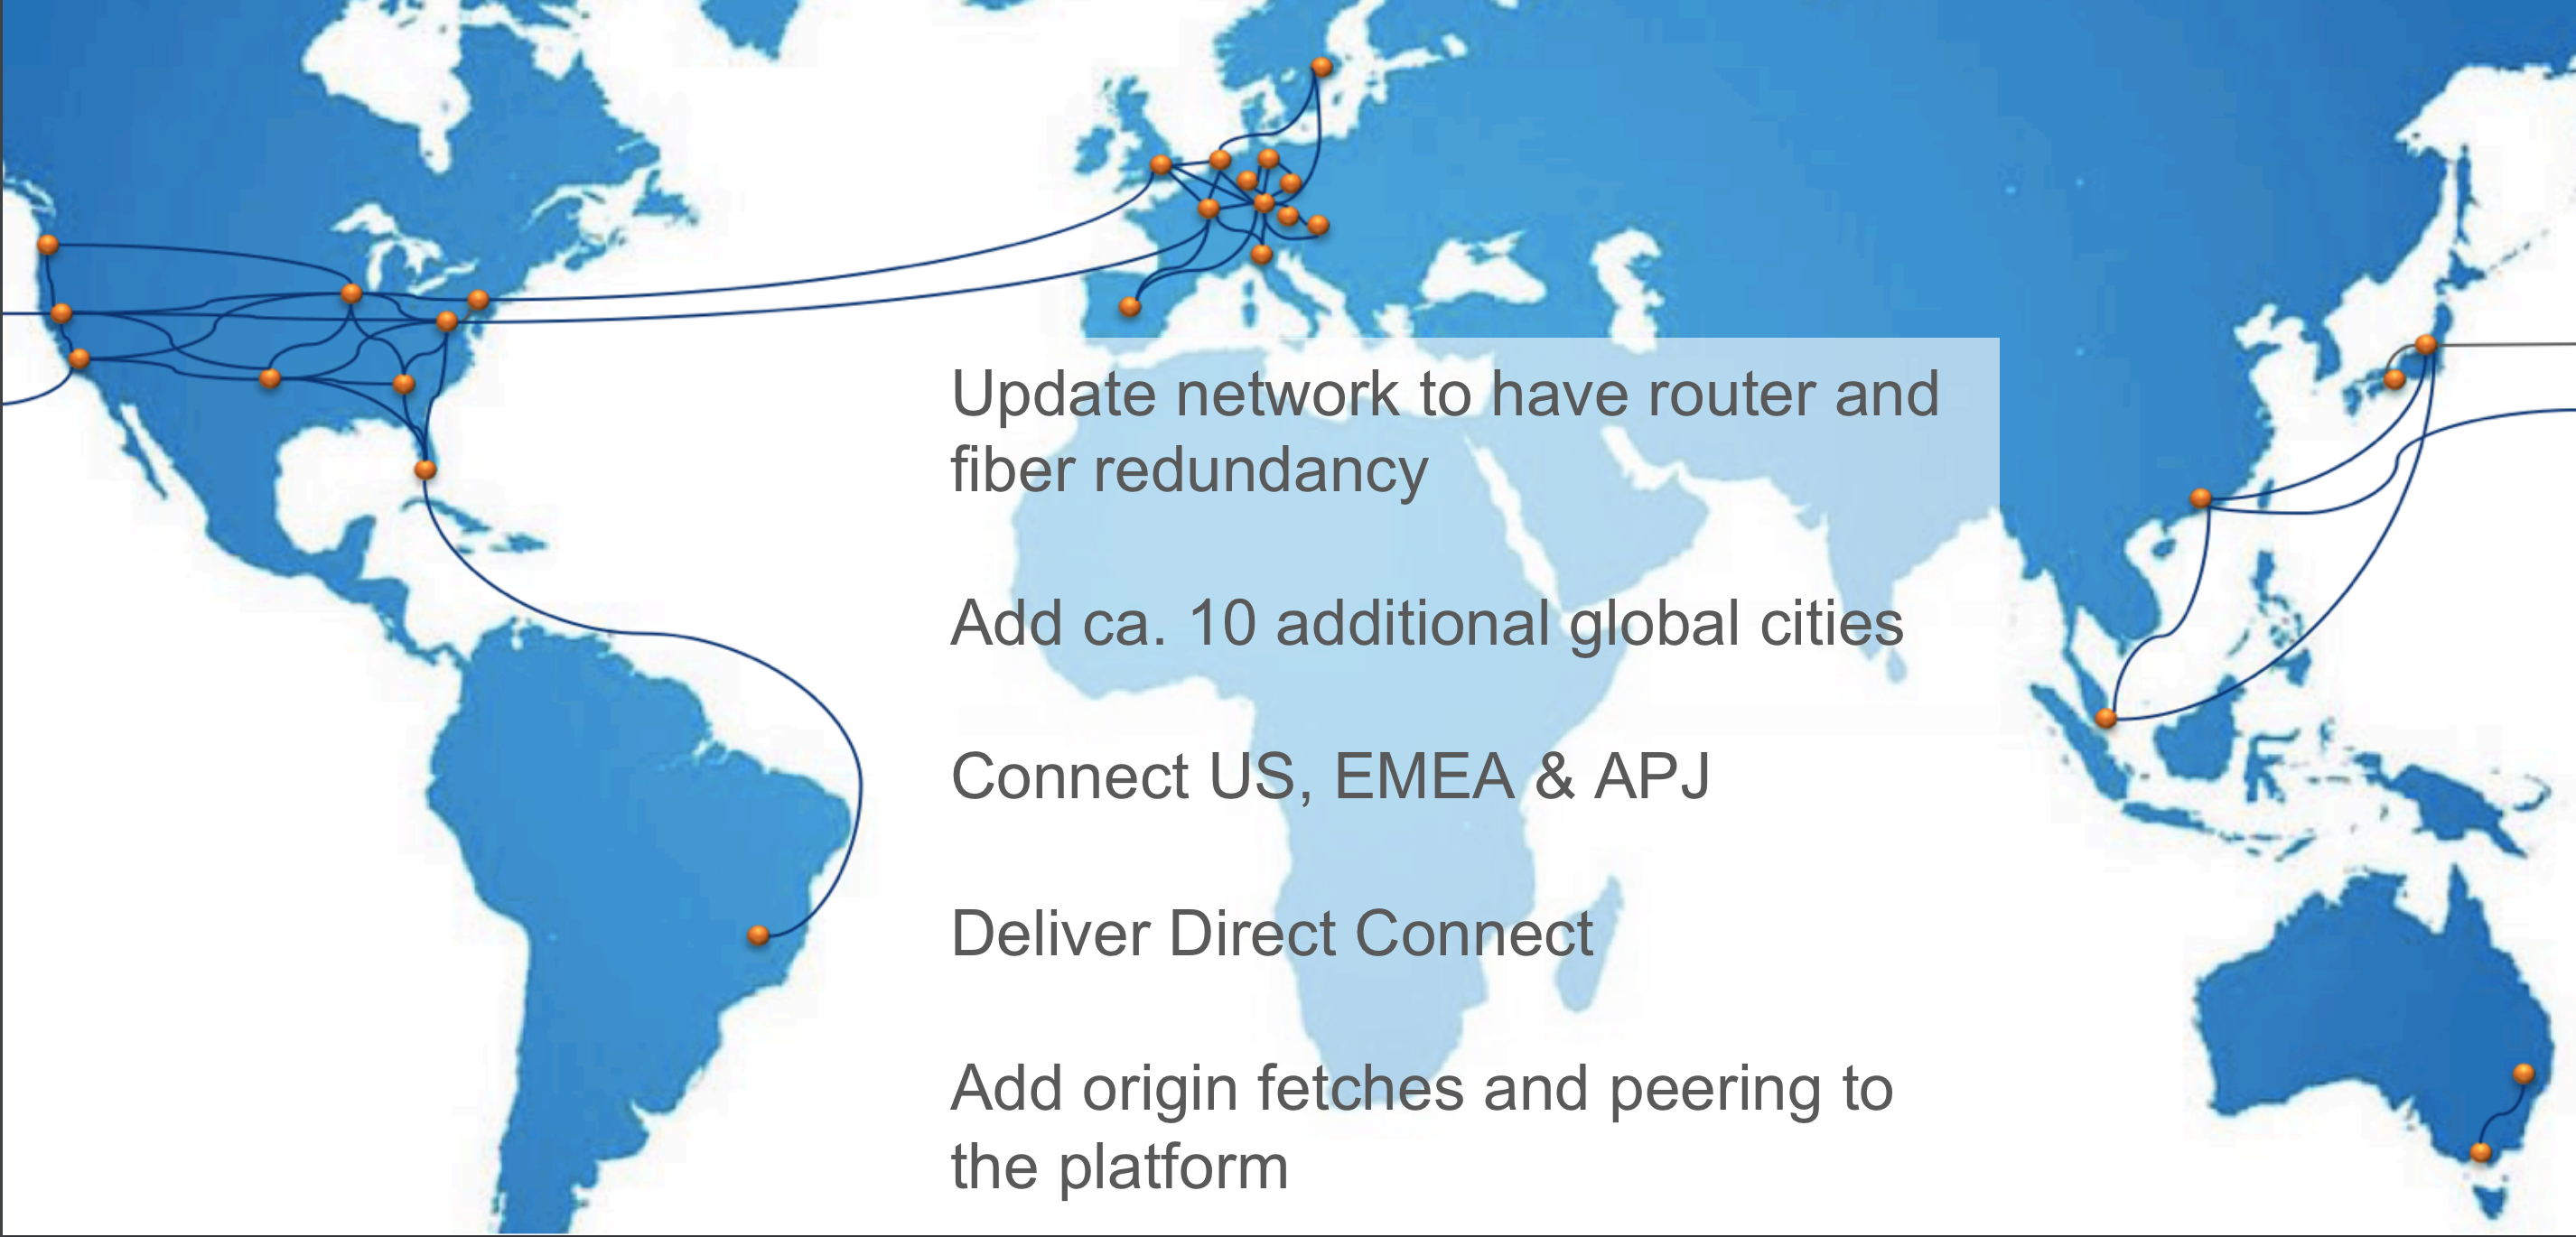 Update network to have router and
fiber redundancy
Add ca. 10 additional global cities
Connect US, EMEA & APJ
Deliver Direct Connect
Add origin fetches and peering to
the platform